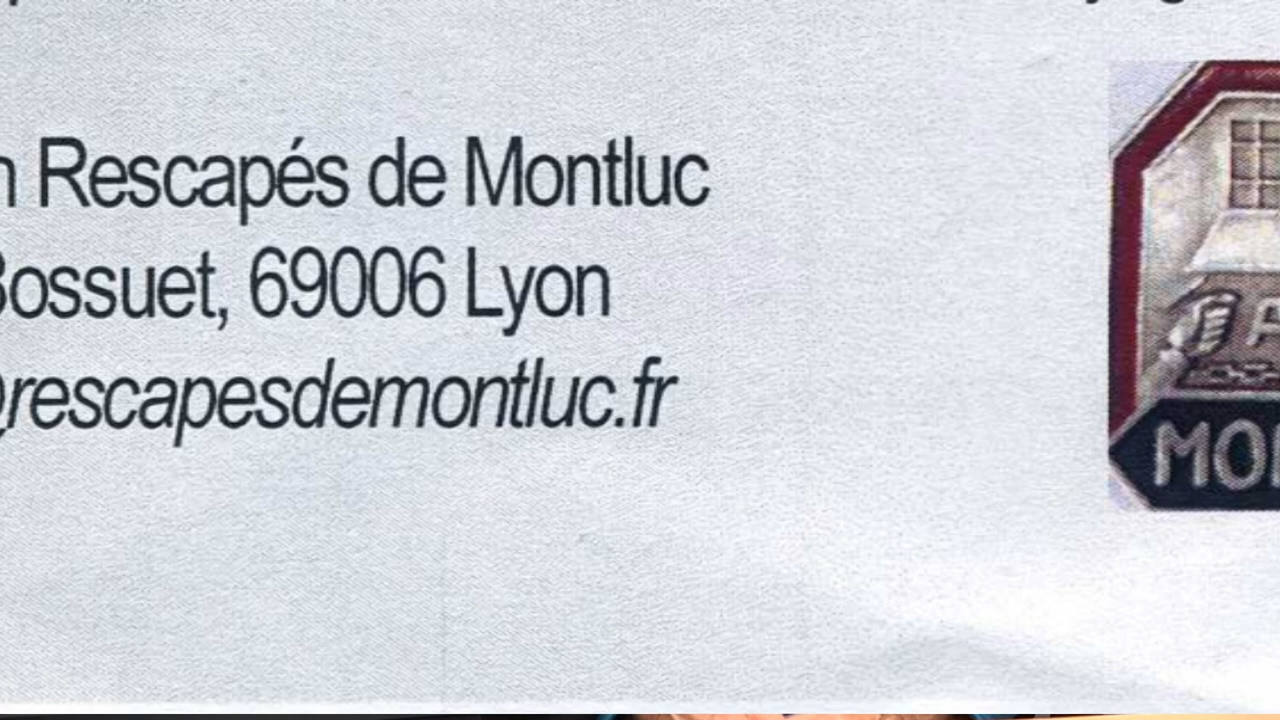 n Rescapés de Montluc
Bossuet, 69006 Lyon
@rescapesdemontluc.fr
MON